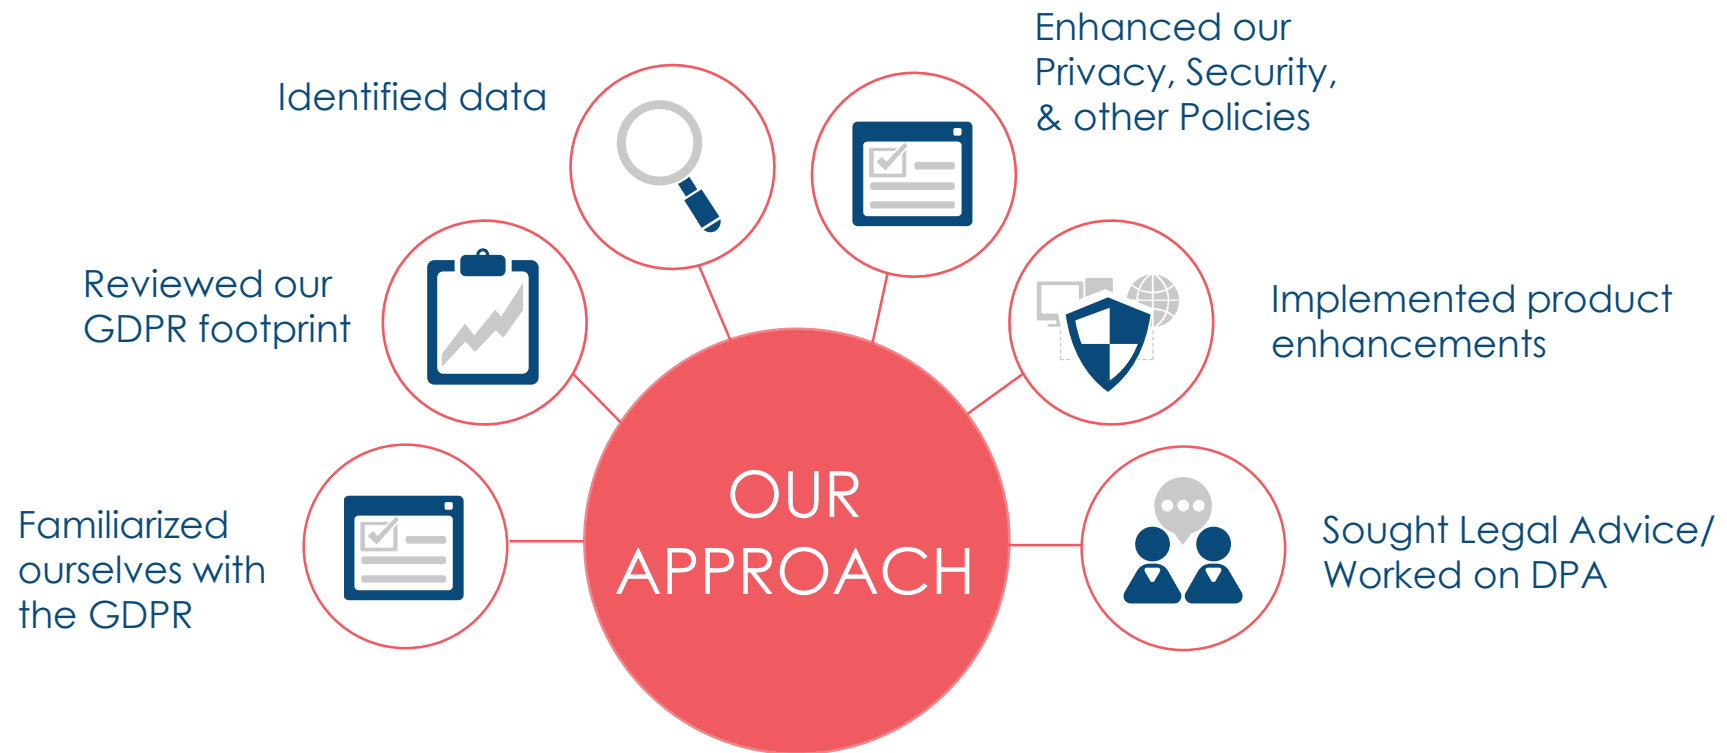 Identified data
Enhanced our
Privacy, Security,
& other Policies
Reviewed our
GDPR footprint
Implemented product
enhancements
Familiarized
ourselves with
the GDPR
OUR
APPROACH
Sought Legal Advice/
Worked on DPA